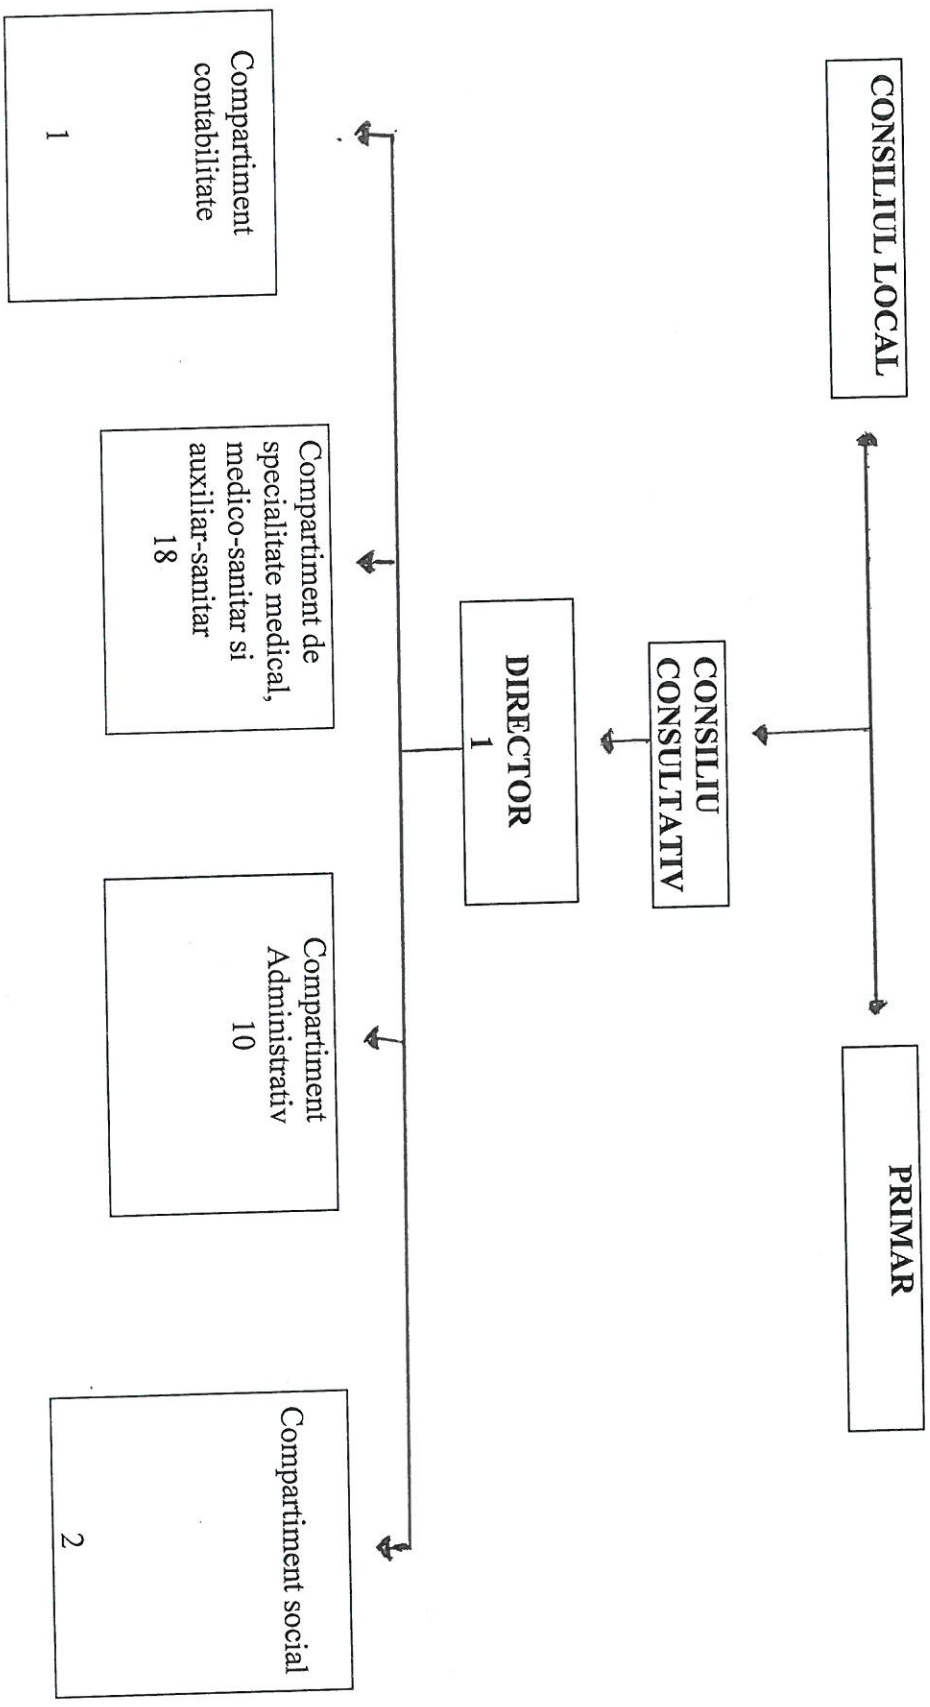 CONSILIUL LOCAL
PRIMAR
CONSILIU
CONSULTATIV
DIRECTOR
1
Compartiment
contabilitate
1
Compartiment de
specialitate medical,
medico-sanitar si
auxiliar-sanitar
18
Compartiment
Administrativ
10
Compartiment social
2